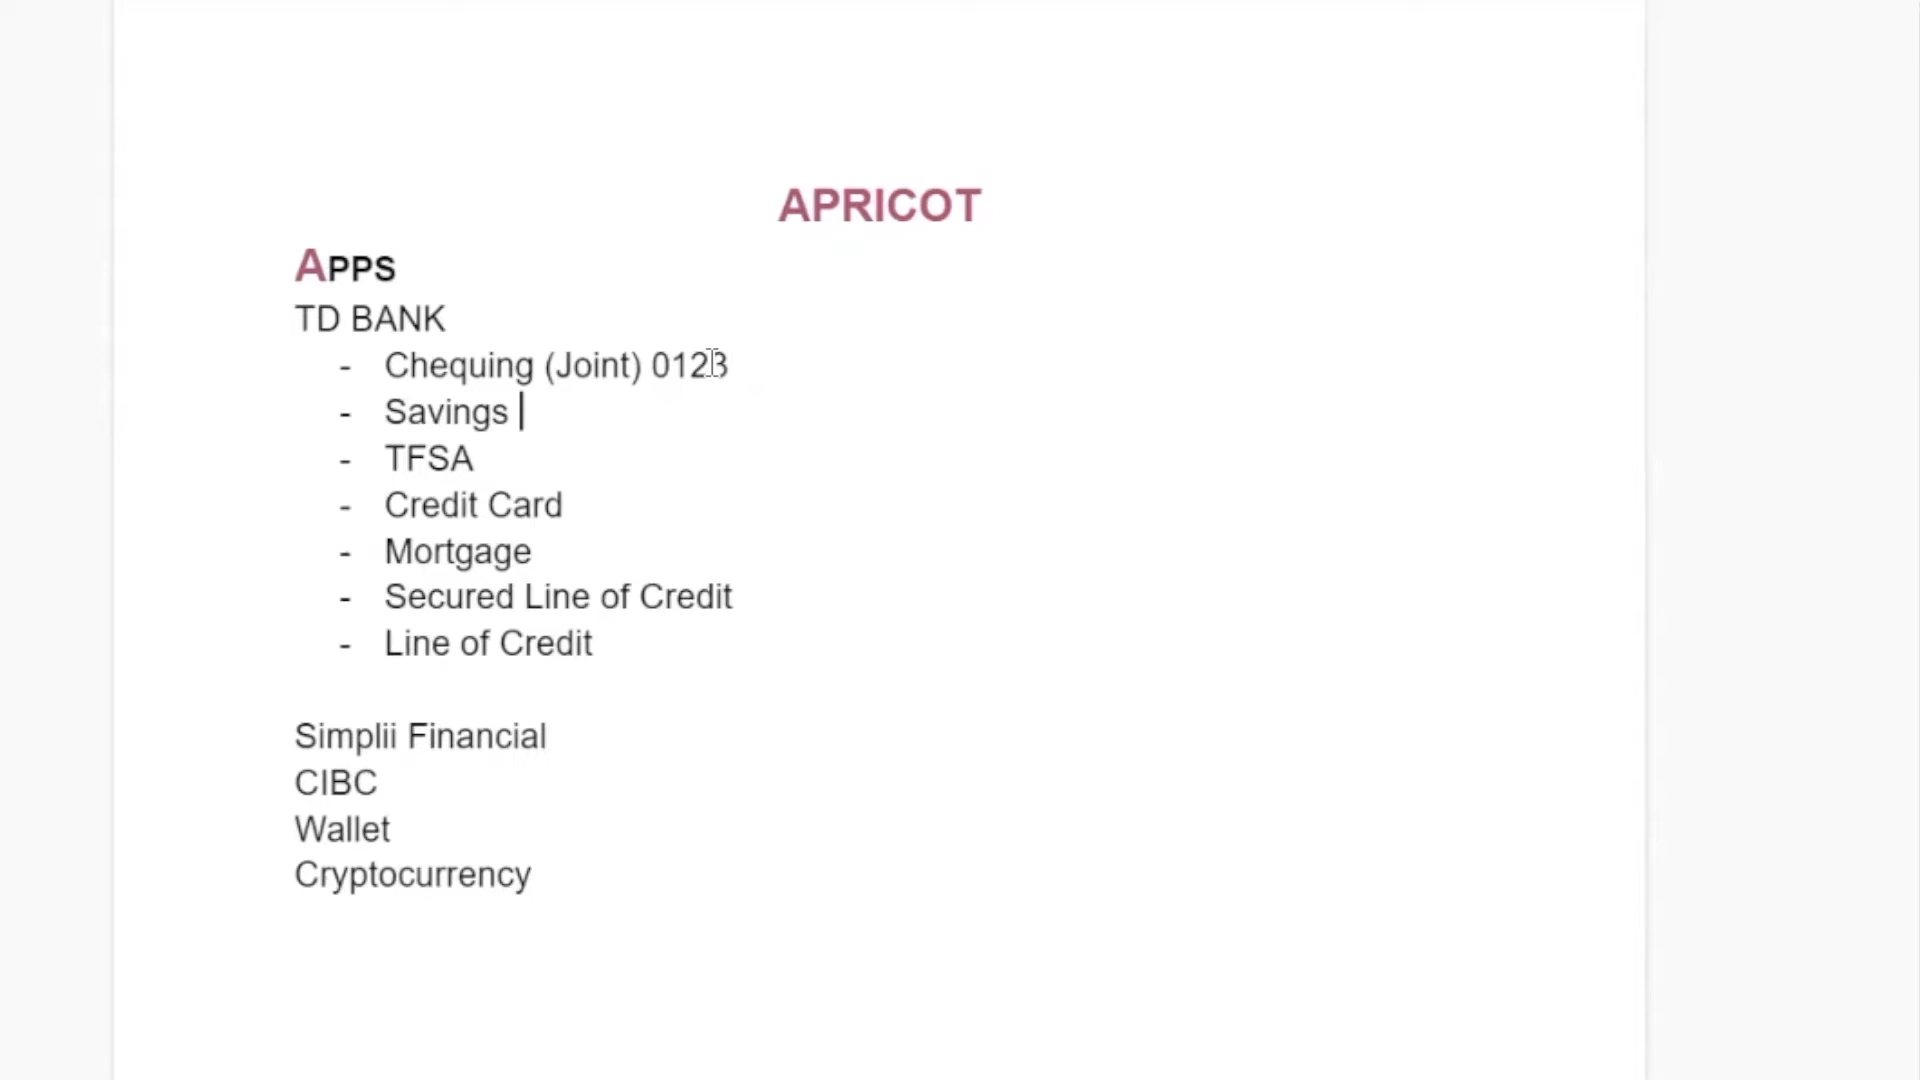 APRICOT
APPS
TD BANK
- Chequing (Joint) 0123
- Savings
- TFSA
- Credit Card
- Mortgage
- Secured Line of Credit
- Line of Credit
Simplii Financial
CIBC
Wallet
Cryptocurrency